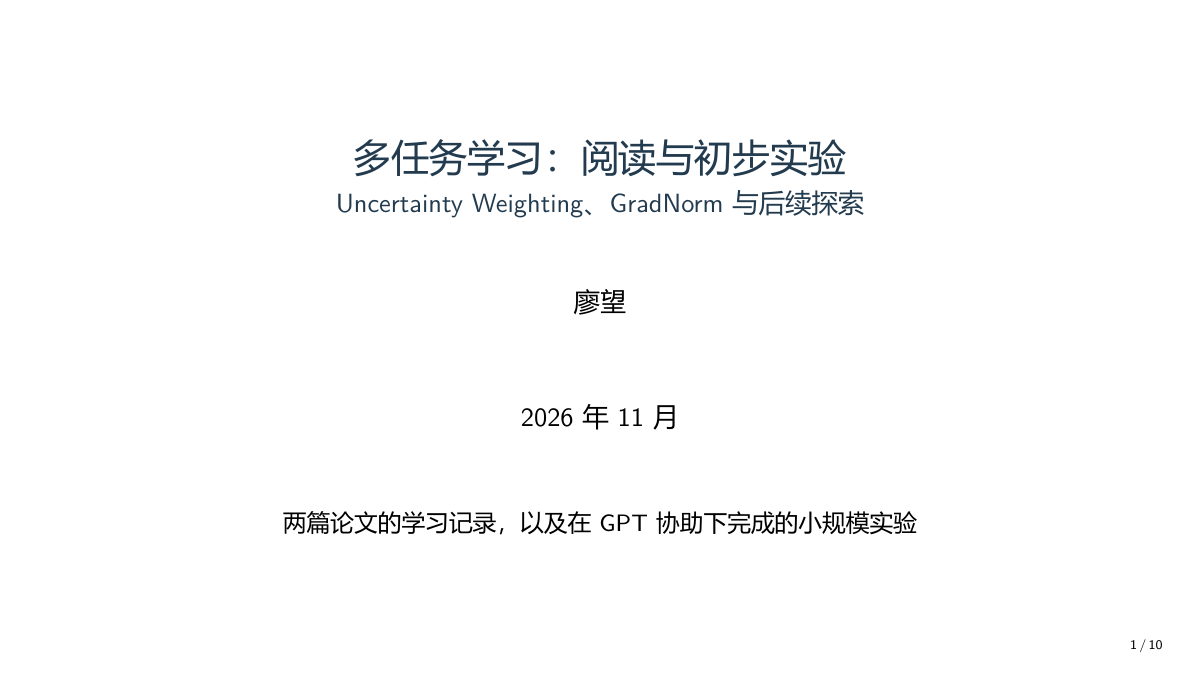 多任务学习：阅读与初步实验
Uncertainty Weighting、GradNorm 与后续探索
廖望
2026 年 11 月
两篇论文的学习记录，以及在 GPT 协助下完成的小规模实验
1 / 10